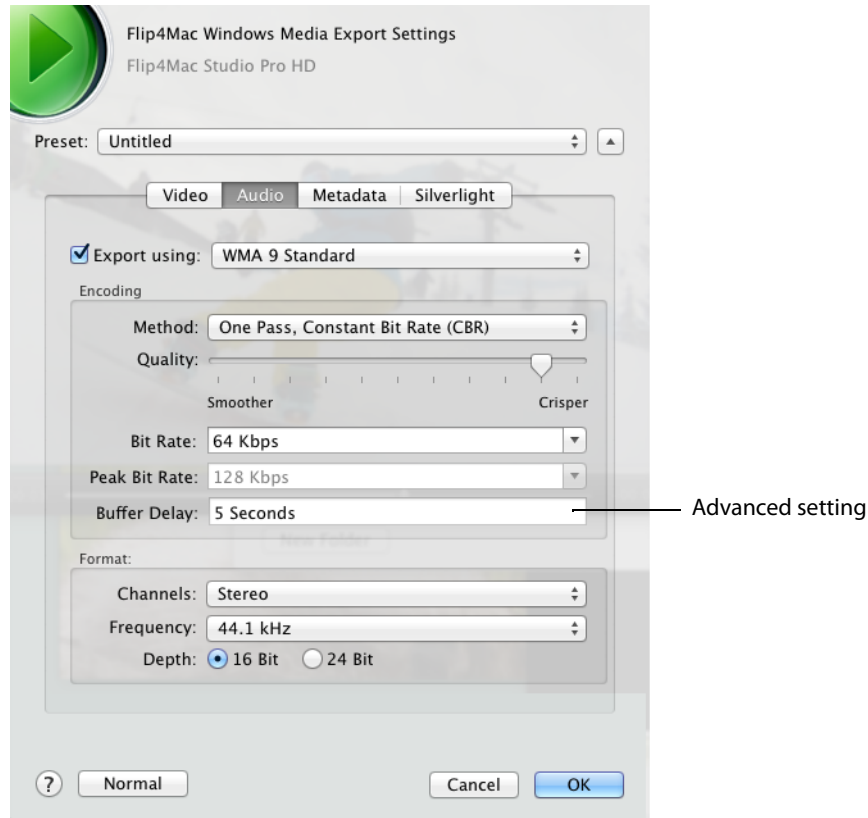 Flip4Mac Windows Media Export Settings
Flip4Mac Studio Pro HD
Preset: Untitled
Video Audio Metadata Silverlight
Export using: WMA 9 Standard
Encoding
Method: One Pass, Constant Bit Rate (CBR)
Quality:
Smoother Crisper
Bit Rate: 64 Kbps
Peak Bit Rate: 128 Kbps
Buffer Delay: 5 Seconds
Advanced setting
New Folder
Format:
Channels: Stereo
Frequency: 44.1 kHz
Depth: 16 Bit 24 Bit
? Normal Cancel OK